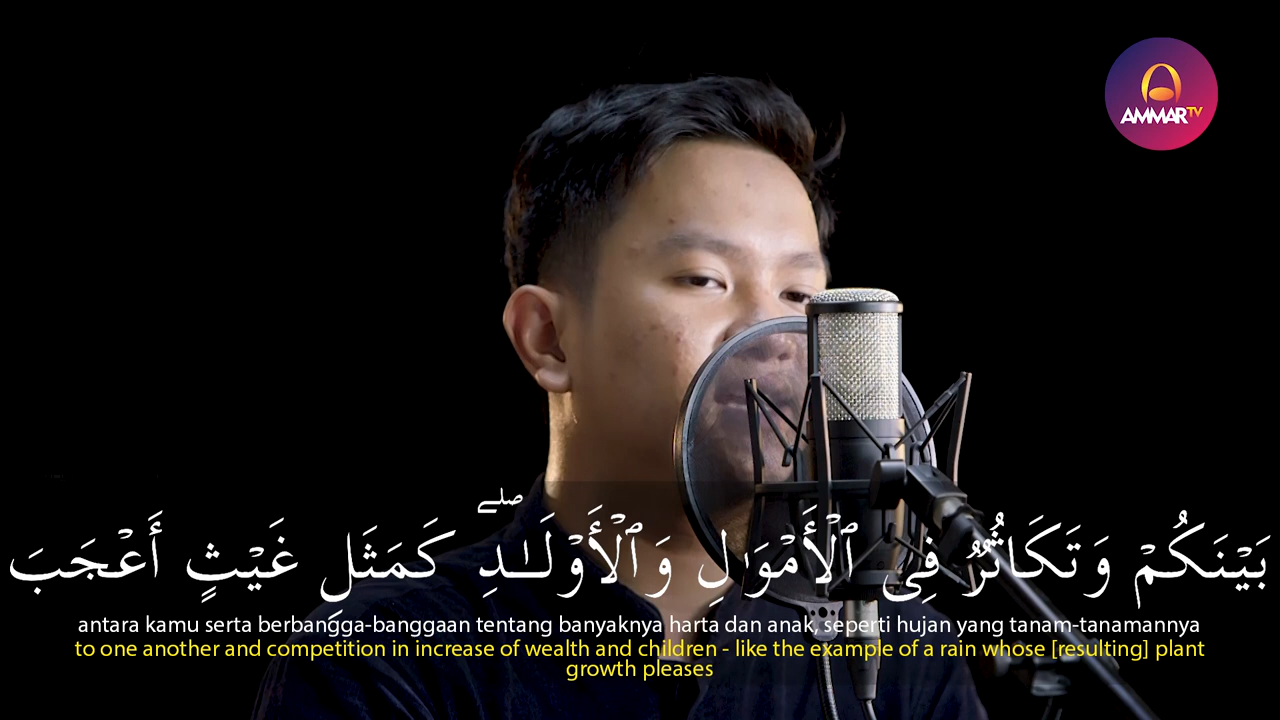 AMMAR TV
بَيْنَكُمْ وَتَكَاثُرٌ فِى ٱلْأَمْوَٰلِ وَٱلْأَوْلَـٰدِ ۖ كَمَثَلِ غَيْثٍ أَعْجَبَ
antara kamu serta berbangga-banggaan tentang banyaknya harta dan anak, seperti hujan yang tanam-tanamannya
to one another and competition in increase of wealth and children - like the example of a rain whose [resulting] plant
growth pleases